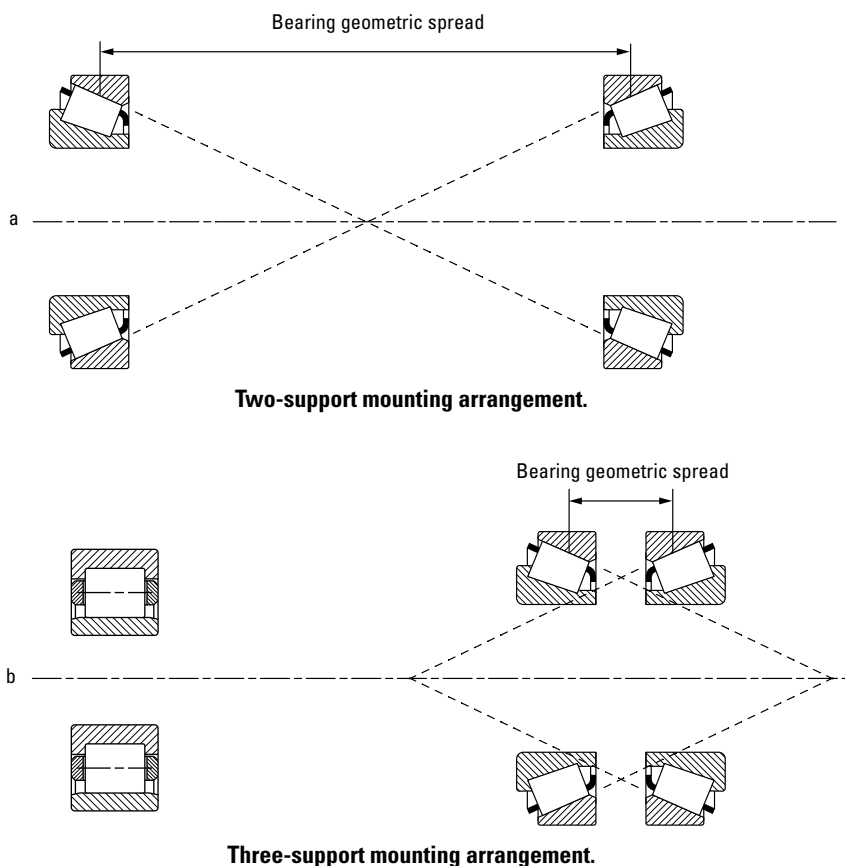 Bearing geometric spread
a
Two-support mounting arrangement.
Bearing geometric spread
b
Three-support mounting arrangement.